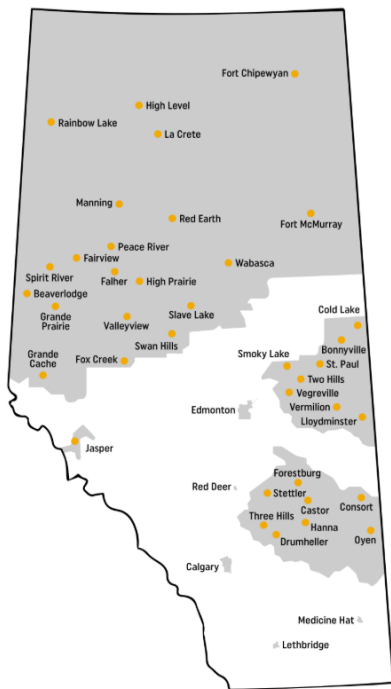 Fort Chipewyan
High Level
Rainbow Lake
La Crete
Manning
Red Earth
Fort McMurray
Peace River
Fairview
Wabasca
Spirit River
Falher
High Prairie
Beaverlodge
Grande
Prairie
Valleyview
Slave Lake
Cold Lake
Swan Hills
Bonnyville
Grande
Cache
Fox Creek
Smoky Lake
St. Paul
Two Hills
Vegreville
Edmonton
Vermilion
Lloydminster
Jasper
Forestburg
Red Deer
Stettler
Castor
Consort
Three Hills
Hanna
Oyen
Drumheller
Calgary
Medicine Hat
Lethbridge